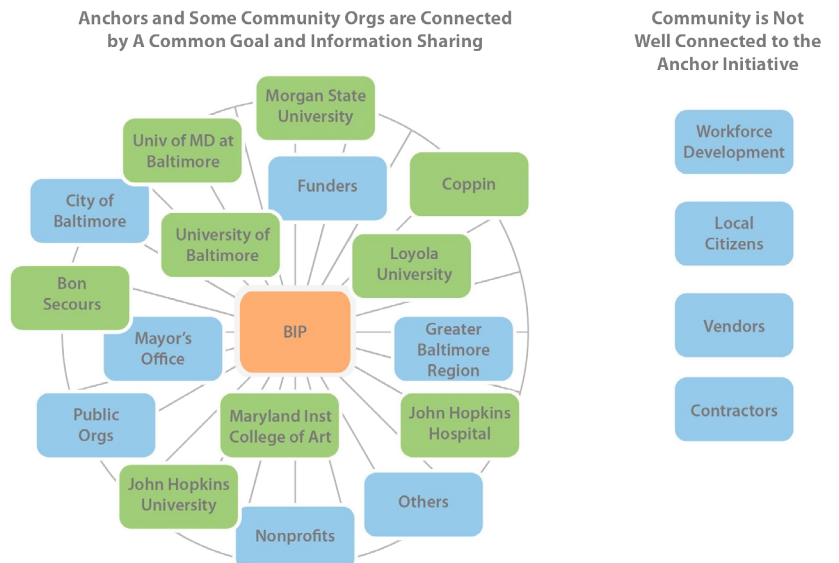 Anchors and Some Community Orgs are Connected
by A Common Goal and Information Sharing
Community is Not
Well Connected to the
Anchor Initiative
Morgan State
University
Univ of MD at
Baltimore
Funders
Coppin
City of
Baltimore
University of
Baltimore
Loyola
University
Bon
Secours
BIP
Mayor's
Office
Greater
Baltimore
Region
Public
Orgs
Maryland Inst
College of Art
John Hopkins
Hospital
John Hopkins
University
Others
Nonprofits
Workforce
Development
Local
Citizens
Vendors
Contractors